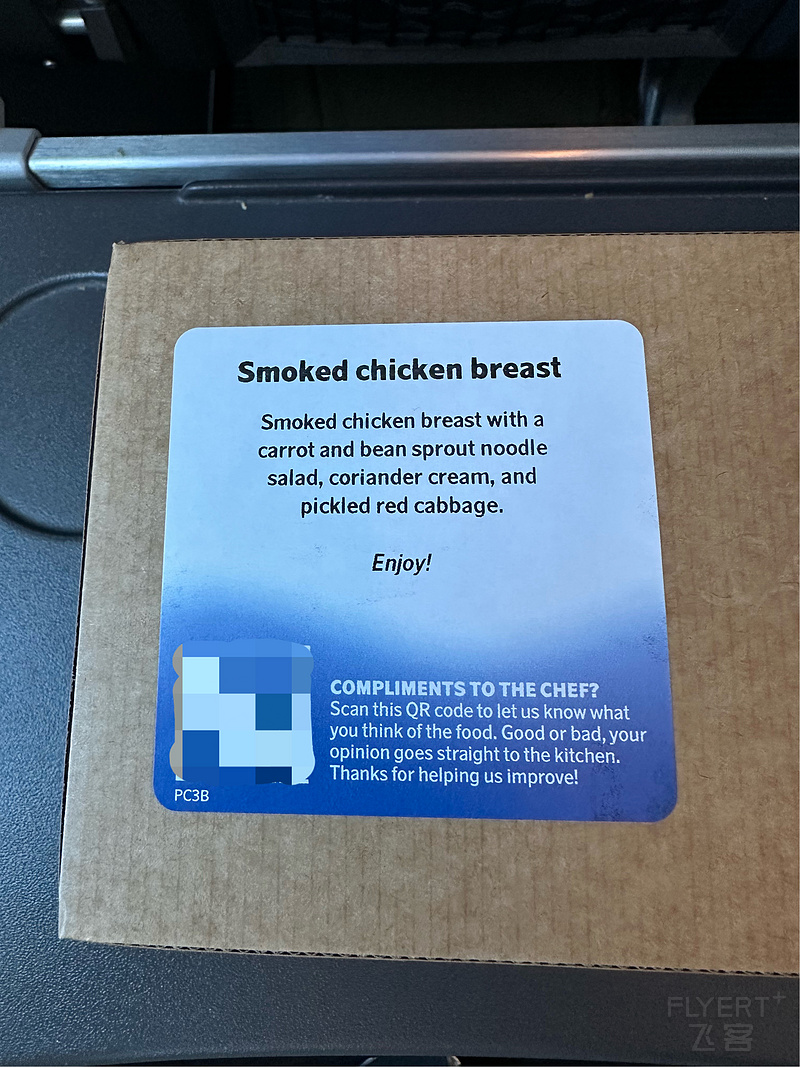 Smoked chicken breast
Smoked chicken breast with a
carrot and bean sprout noodle
salad, coriander cream, and
pickled red cabbage.
Enjoy!
COMPLIMENTS TO THE CHEF?
Scan this QR code to let us know what
you think of the food. Good or bad, your
opinion goes straight to the kitchen.
Thanks for helping us improve!
PC3B
FLYERT+
飞客